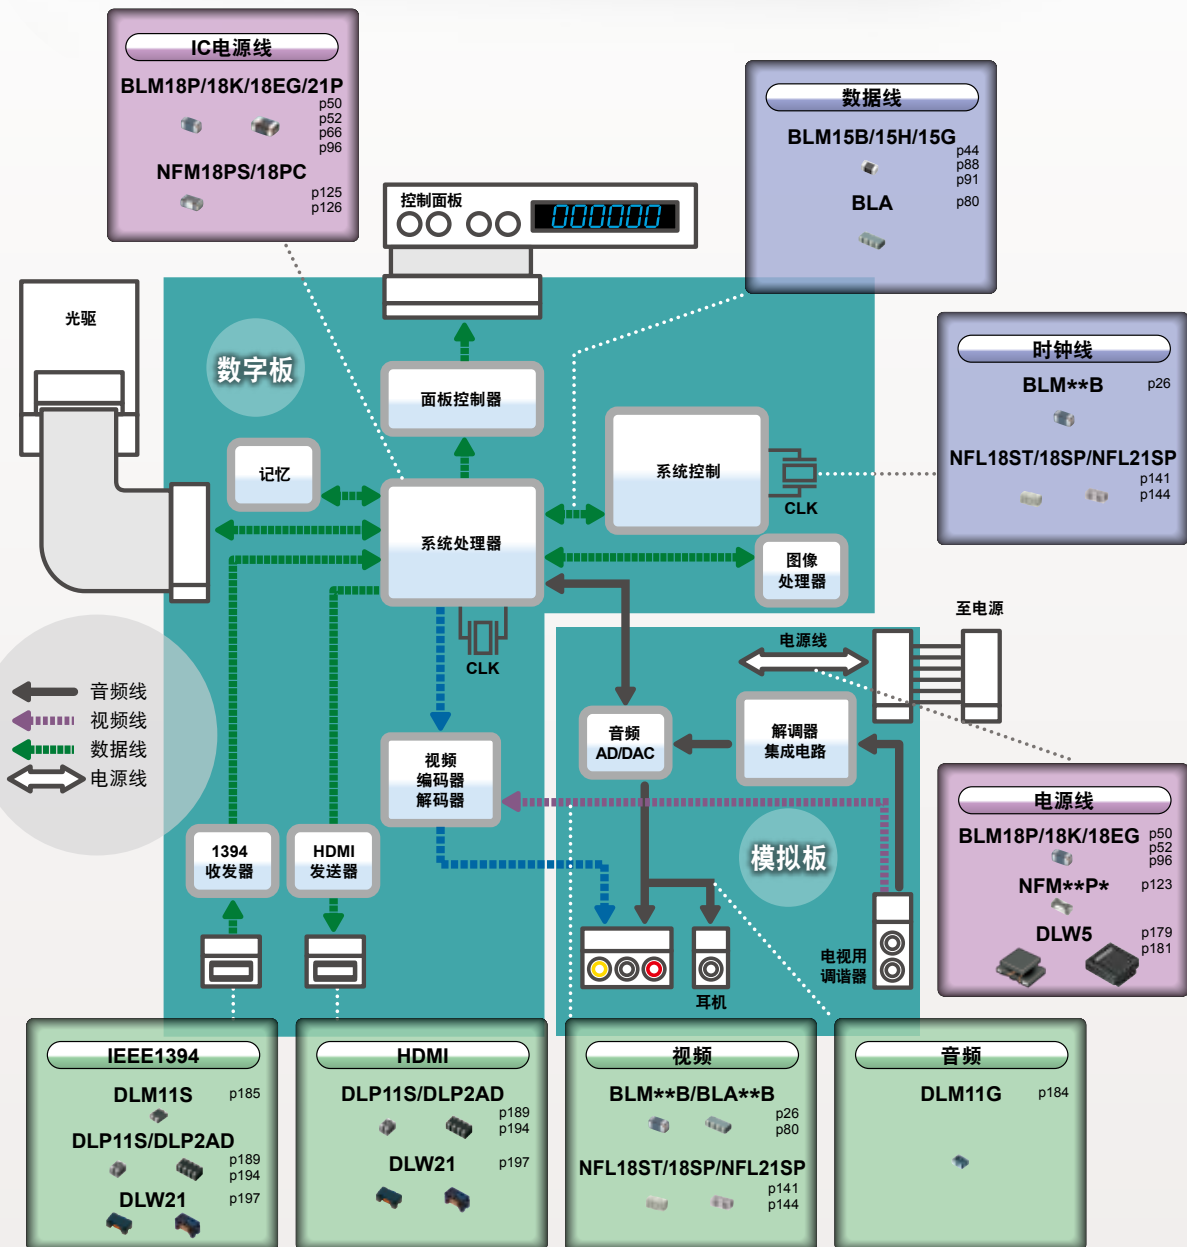 IC电源线
BLM18P/18K/18EG/21P
p50
p52
p66
p96
NFM18PS/18PC
p125
p126
数据线
BLM15B/15H/15G
p44
p88
p91
BLA
p80
控制面板
000000
光驱
数字板
面板控制器
时钟线
BLM**B
p26
NFL18ST/18SP/NFL21SP
p141
p144
记忆
系统控制
CLK
系统处理器
图像
处理器
CLK
至电源
电源线
音频线
视频线
数据线
电源线
音频
AD/DAC
解调器
集成电路
视频
编码器
解码器
电源线
BLM18P/18K/18EG
p50
p52
p96
NFM**P*
p123
DLW5
p179
p181
1394
收发器
HDMI
发送器
模拟板
电视用
调谐器
耳机
IEEE1394
DLM11S
p185
DLP11S/DLP2AD
p189
p194
DLW21
p197
HDMI
DLP11S/DLP2AD
p189
p194
DLW21
p197
视频
BLM**B/BLA**B
p26
p80
NFL18ST/18SP/NFL21SP
p141
p144
音频
DLM11G
p184